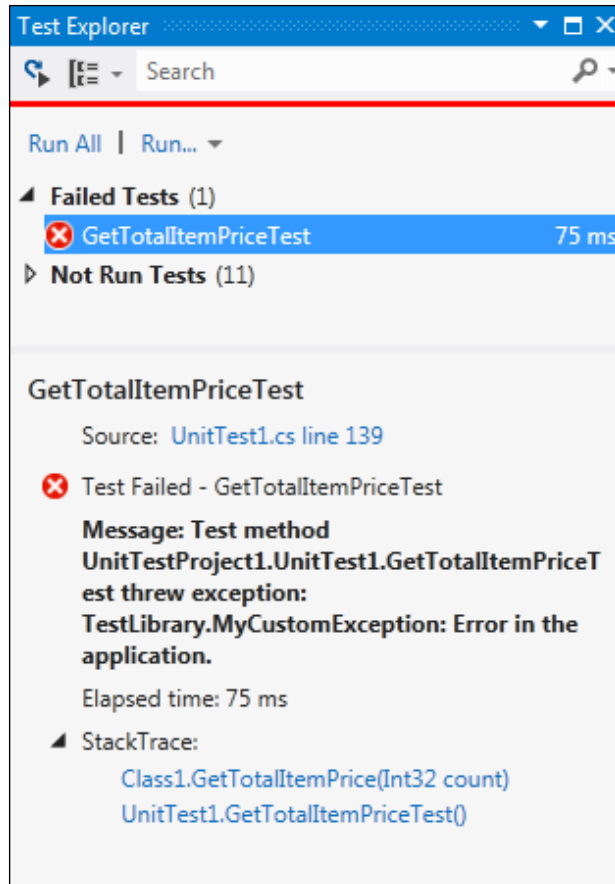 Test Explorer
Search
Run All | Run...
Failed Tests (1)
GetTotalItemPriceTest 75 ms
Not Run Tests (11)
GetTotalItemPriceTest
Source: UnitTest1.cs line 139
Test Failed - GetTotalItemPriceTest
Message: Test method
UnitTestProject1.UnitTest1.GetTotalItemPriceT
est threw exception:
TestLibrary.MyCustomException: Error in the
application.
Elapsed time: 75 ms
StackTrace:
Class1.GetTotalItemPrice(Int32 count)
UnitTest1.GetTotalItemPriceTest()